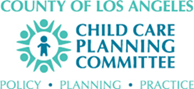 COUNTY OF LOS ANGELES
CHILD CARE
PLANNING
COMMITTEE
POLICY • PLANNING • PRACTICE